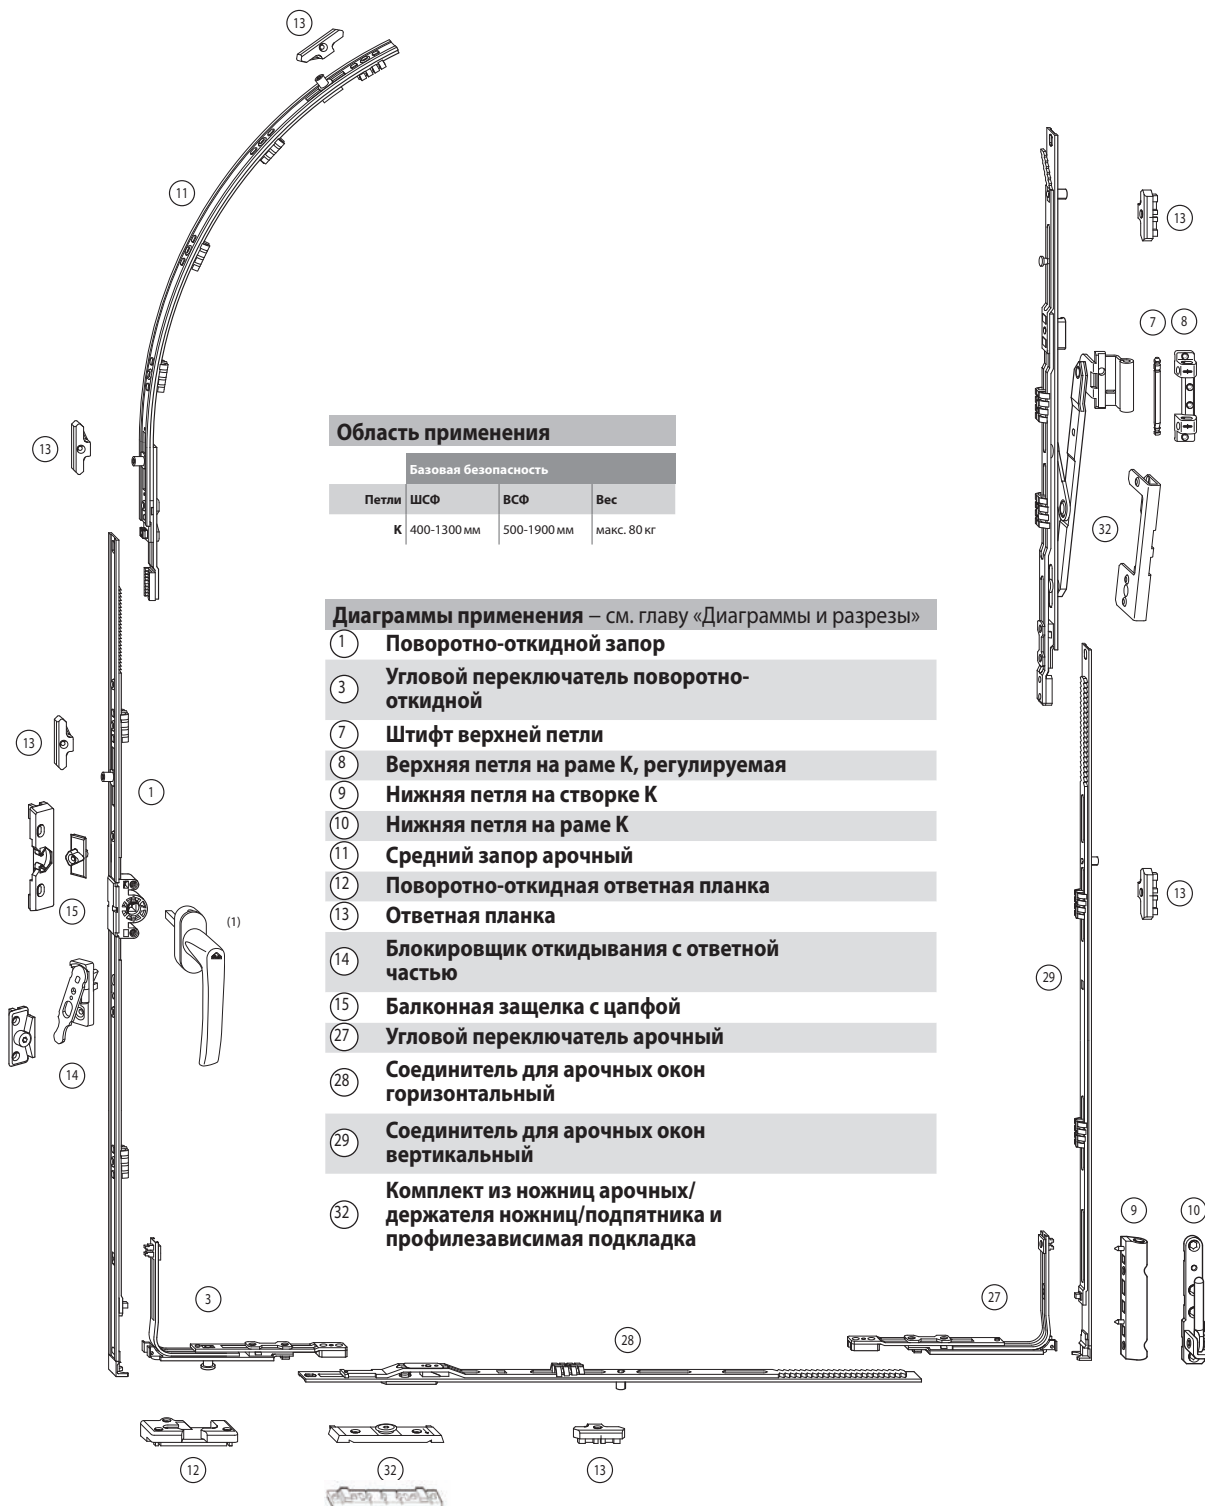 13
11
13
7 8
Область применения
13
Базовая безопасность
Петли ШСФ ВСФ Вес
К 400-1300 мм 500-1900 мм макс. 80 кг
32
Диаграммы применения – см. главу «Диаграммы и разрезы»
1 Поворотно-откидной запор
3 Угловой переключатель поворотно-
откидной
7 Штифт верхней петли
8 Верхняя петля на раме К, регулируемая
9 Нижняя петля на створке К
10 Нижняя петля на раме К
11 Средний запор арочный
12 Поворотно-откидная ответная планка
13 Ответная планка
14 Блокировщик откидывания с ответной
частью
15 Балконная защелка с цапфой
27 Угловой переключатель арочный
28 Соединитель для арочных окон
горизонтальный
29 Соединитель для арочных окон
вертикальный
32 Комплект из ножниц арочных/
держателя ножниц/подпятника и
профилезависимая подкладка
13
1
15
(1)
13
29
14
9 10
3
27
28
12
32
13